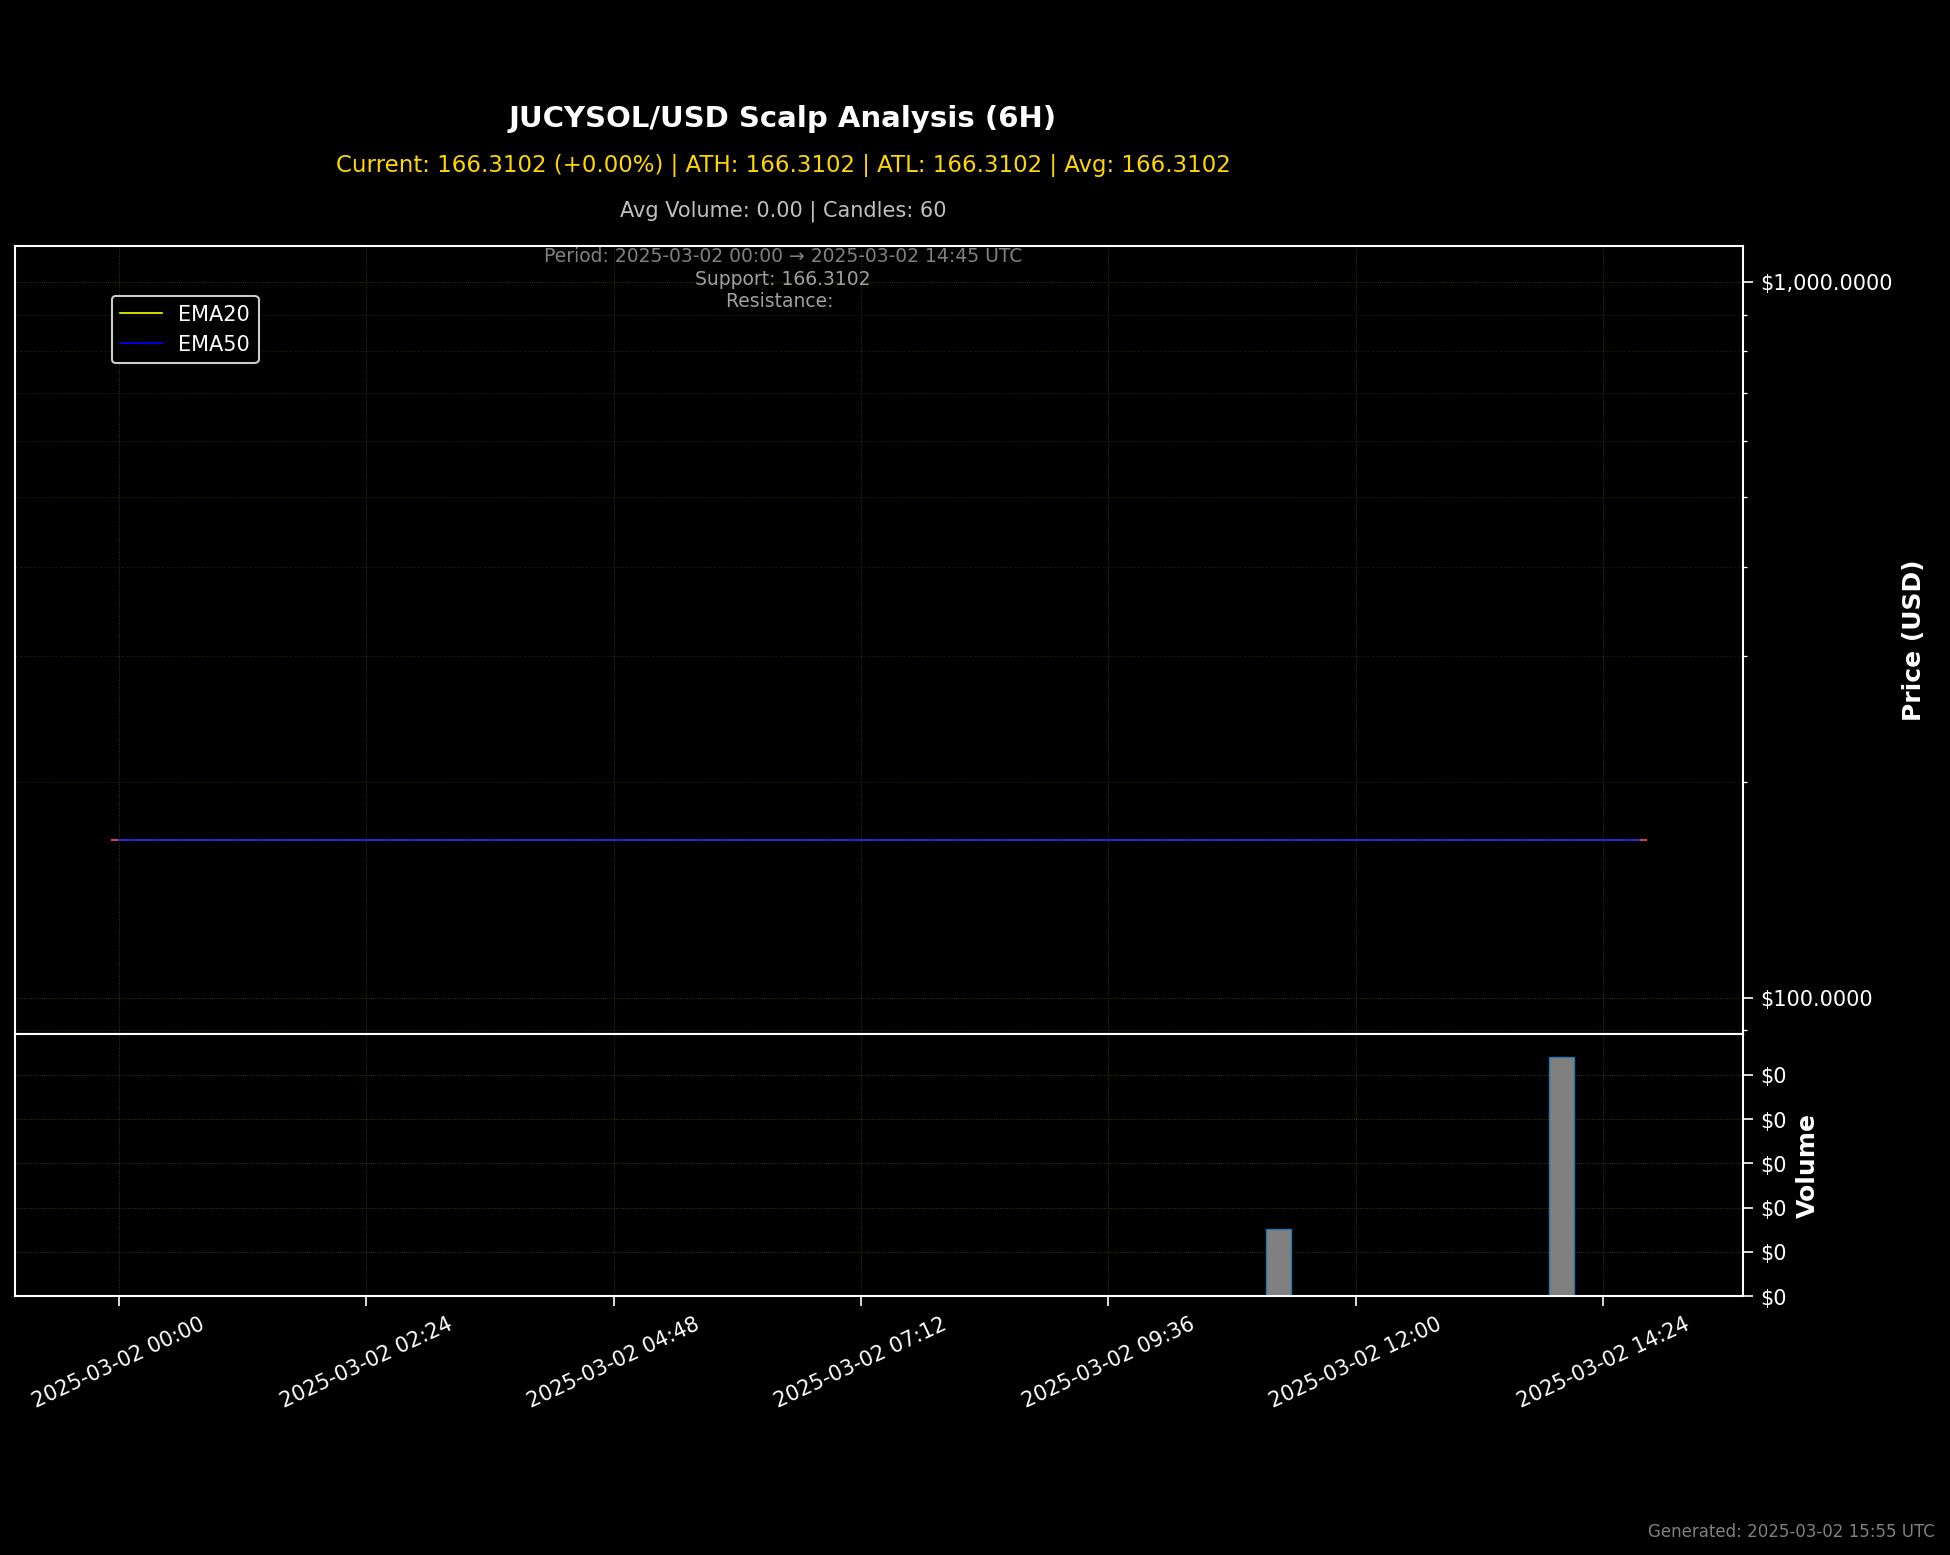 JUCYSOL/USD Scalp Analysis (6H)
Current: 166.3102 (+0.00%) | ATH: 166.3102 | ATL: 166.3102 | Avg: 166.3102
Avg Volume: 0.00 | Candles: 60
Period: 2025-03-02 00:00 → 2025-03-02 14:45 UTC
Support: 166.3102
Resistance:
EMA20
EMA50
$1,000.0000
Price (USD)
$100.0000
$0
$0
$0
$0
$0
$0
Volume
2025-03-02 00:00
2025-03-02 02:24
2025-03-02 04:48
2025-03-02 07:12
2025-03-02 09:36
2025-03-02 12:00
2025-03-02 14:24
Generated: 2025-03-02 15:55 UTC